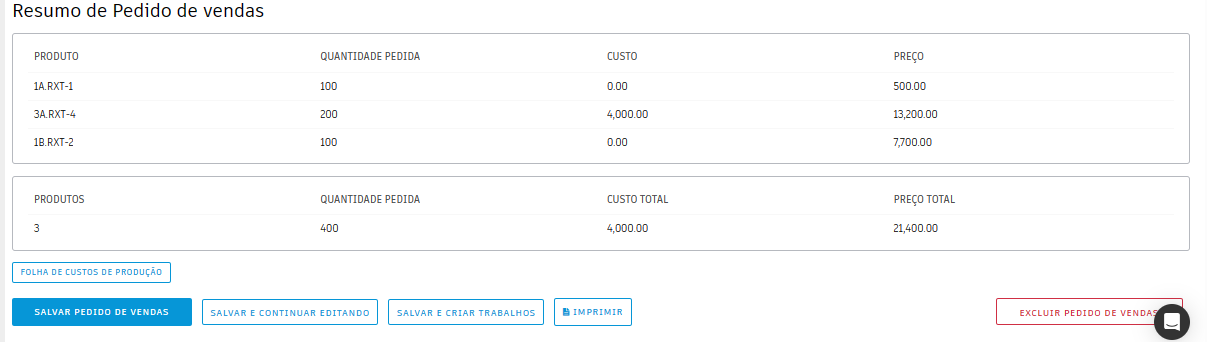 Resumo de Pedido de vendas
PRODUTO QUANTIDADE PEDIDA CUSTO PREÇO
1A.RXT-1 100 0.00 500.00
3A.RXT-4 200 4,000.00 13,200.00
1B.RXT-2 100 0.00 7,700.00
PRODUTOS QUANTIDADE PEDIDA CUSTO TOTAL PREÇO TOTAL
3 400 4,000.00 21,400.00
FOLHA DE CUSTOS DE PRODUÇÃO
SALVAR PEDIDO DE VENDAS SALVAR E CONTINUAR EDITANDO SALVAR E CRIAR TRABALHOS IMPRIMIR EXCLUIR PEDIDO DE VENDAS